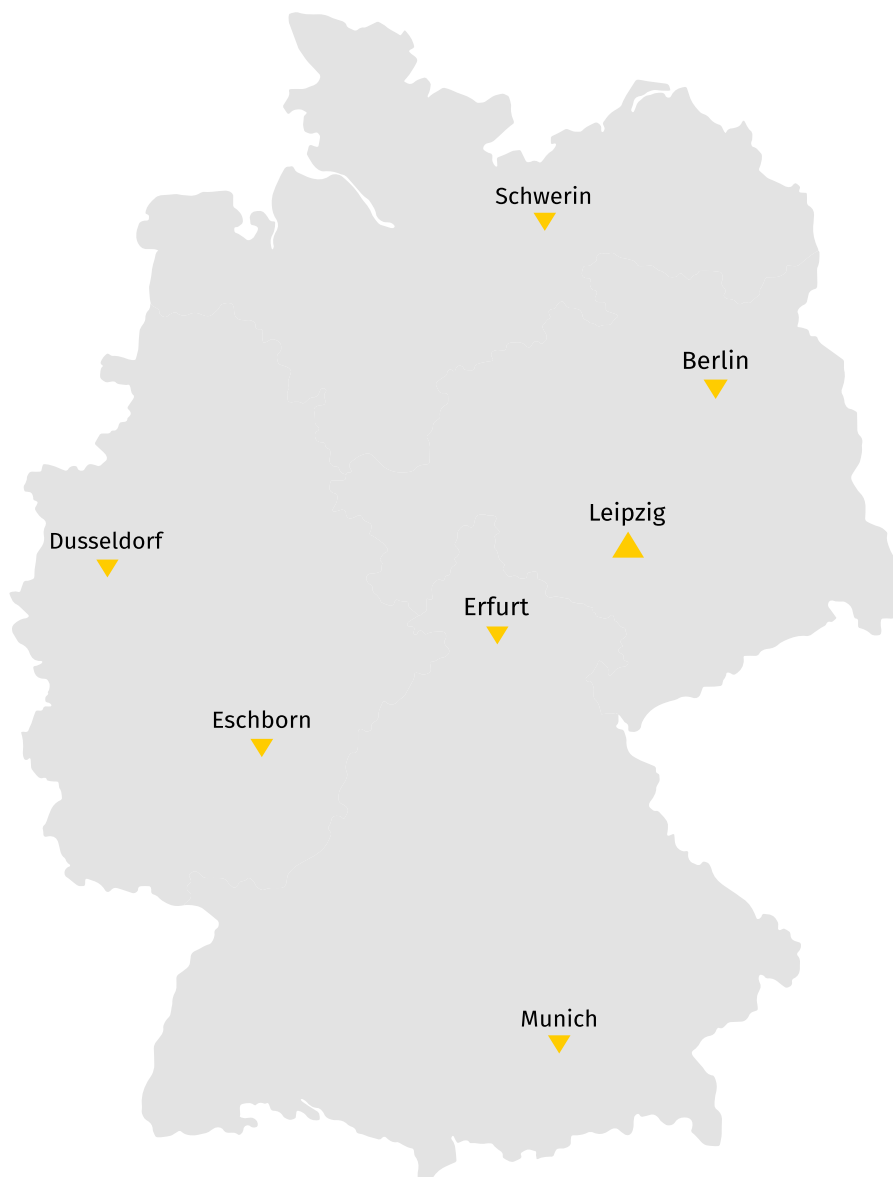 Schwerin
Berlin
Leipzig
Dusseldorf
Erfurt
Eschborn
Munich